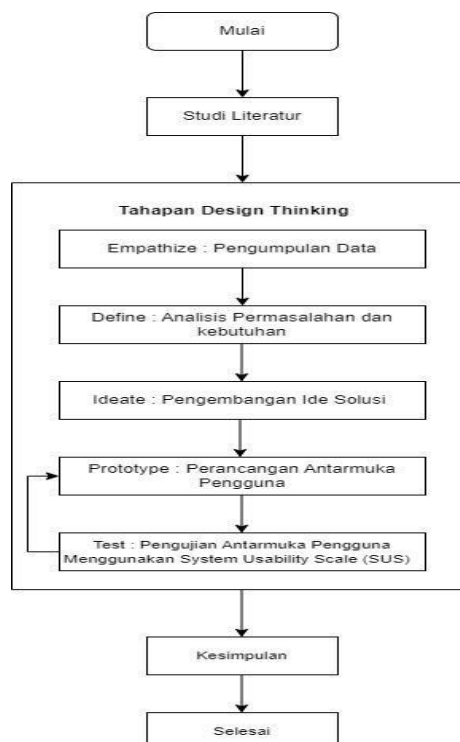 Mulai
Studi Literatur
Tahapan Design Thinking
Empathize : Pengumpulan Data
Define : Analisis Permasalahan dan
kebutuhan
Ideate : Pengembangan Ide Solusi
Prototype : Perancangan Antarmuka
Pengguna
Test : Pengujian Antarmuka Pengguna
Menggunakan System Usability Scale (SUS)
Kesimpulan
Selesai